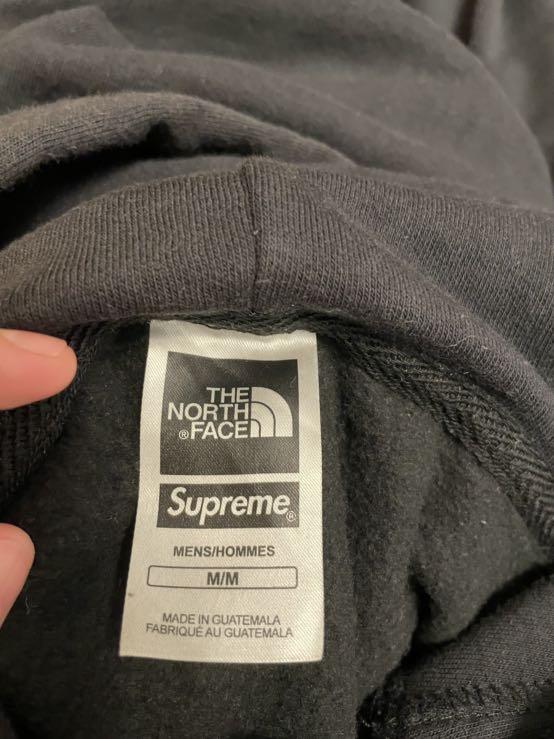 THE
NORTH
®FACE
Supreme®
MENS/HOMMES
M/M
MADE IN GUATEMALA
FABRIQUÉ AU GUATEMALA